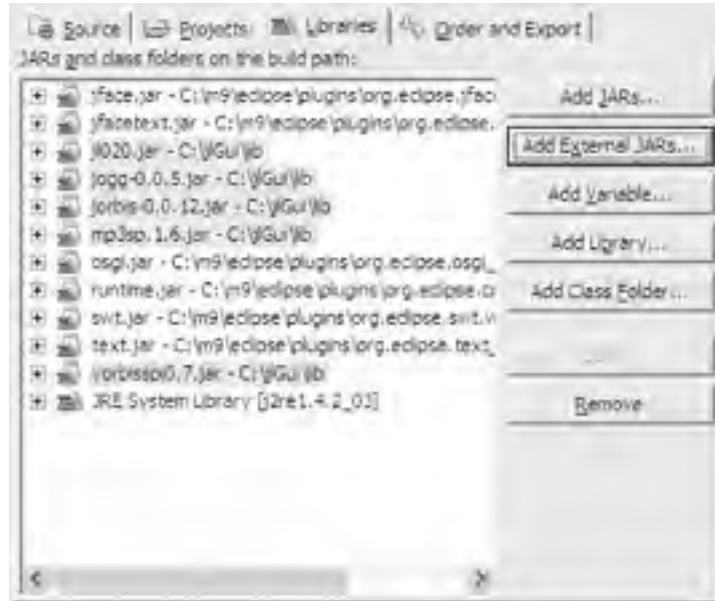 Source Projects Libraries Order and Export
JARs and class folders on the build path:
jface.jar - C:\m9\eclipse\plugins\org.eclipse.jfac
jfacetext.jar - C:\m9\eclipse\plugins\org.eclipse.
jl020.jar - C:\jlGui\lib
jogg-0.0.5.jar - C:\jlGui\lib
jorbis-0.0.12.jar - C:\jlGui\lib
mp3sp.1.6.jar - C:\jlGui\lib
osgi.jar - C:\m9\eclipse\plugins\org.eclipse.osgi_
runtime.jar - C:\m9\eclipse\plugins\org.eclipse.co
swt.jar - C:\m9\eclipse\plugins\org.eclipse.swt.w
text.jar - C:\m9\eclipse\plugins\org.eclipse.text_
vorbisspi0.7.jar - C:\jlGui\lib
JRE System Library [j2re1.4.2_03]
Add JARs...
Add External JARs...
Add Variable...
Add Library...
Add Class Folder...
Remove